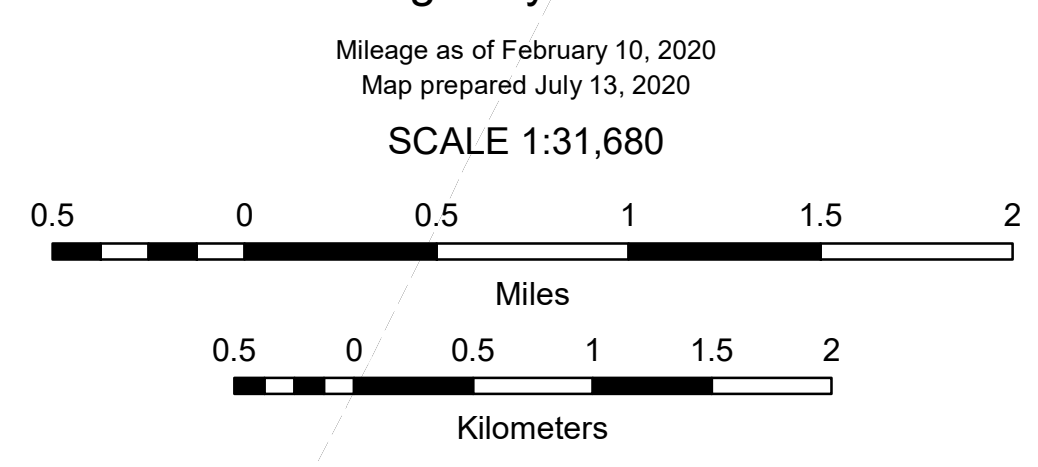 Mileage as of February 10, 2020
Map prepared July 13, 2020
SCALE 1:31,680
0.5 0 0.5 1 1.5 2
Miles
0.5 0 0.5 1 1.5 2
Kilometers